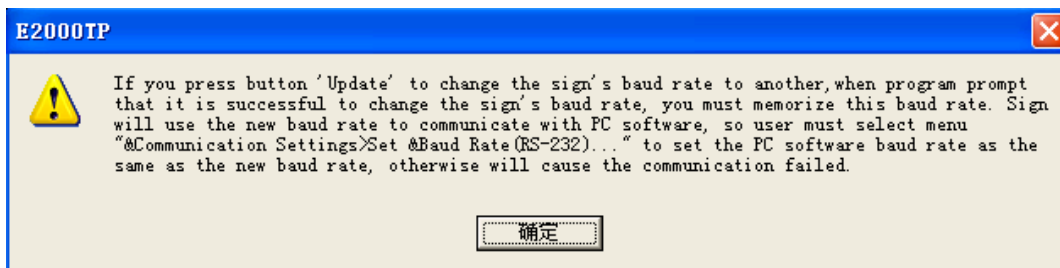 E2000TP
If you press button 'Update' to change the sign's baud rate to another,when program prompt
that it is successful to change the sign's baud rate, you must memorize this baud rate. Sign
will use the new baud rate to communicate with PC software, so user must select menu
"&Communication Settings>Set &Baud Rate(RS-232)..." to set the PC software baud rate as the
same as the new baud rate, otherwise will cause the communication failed.
确定